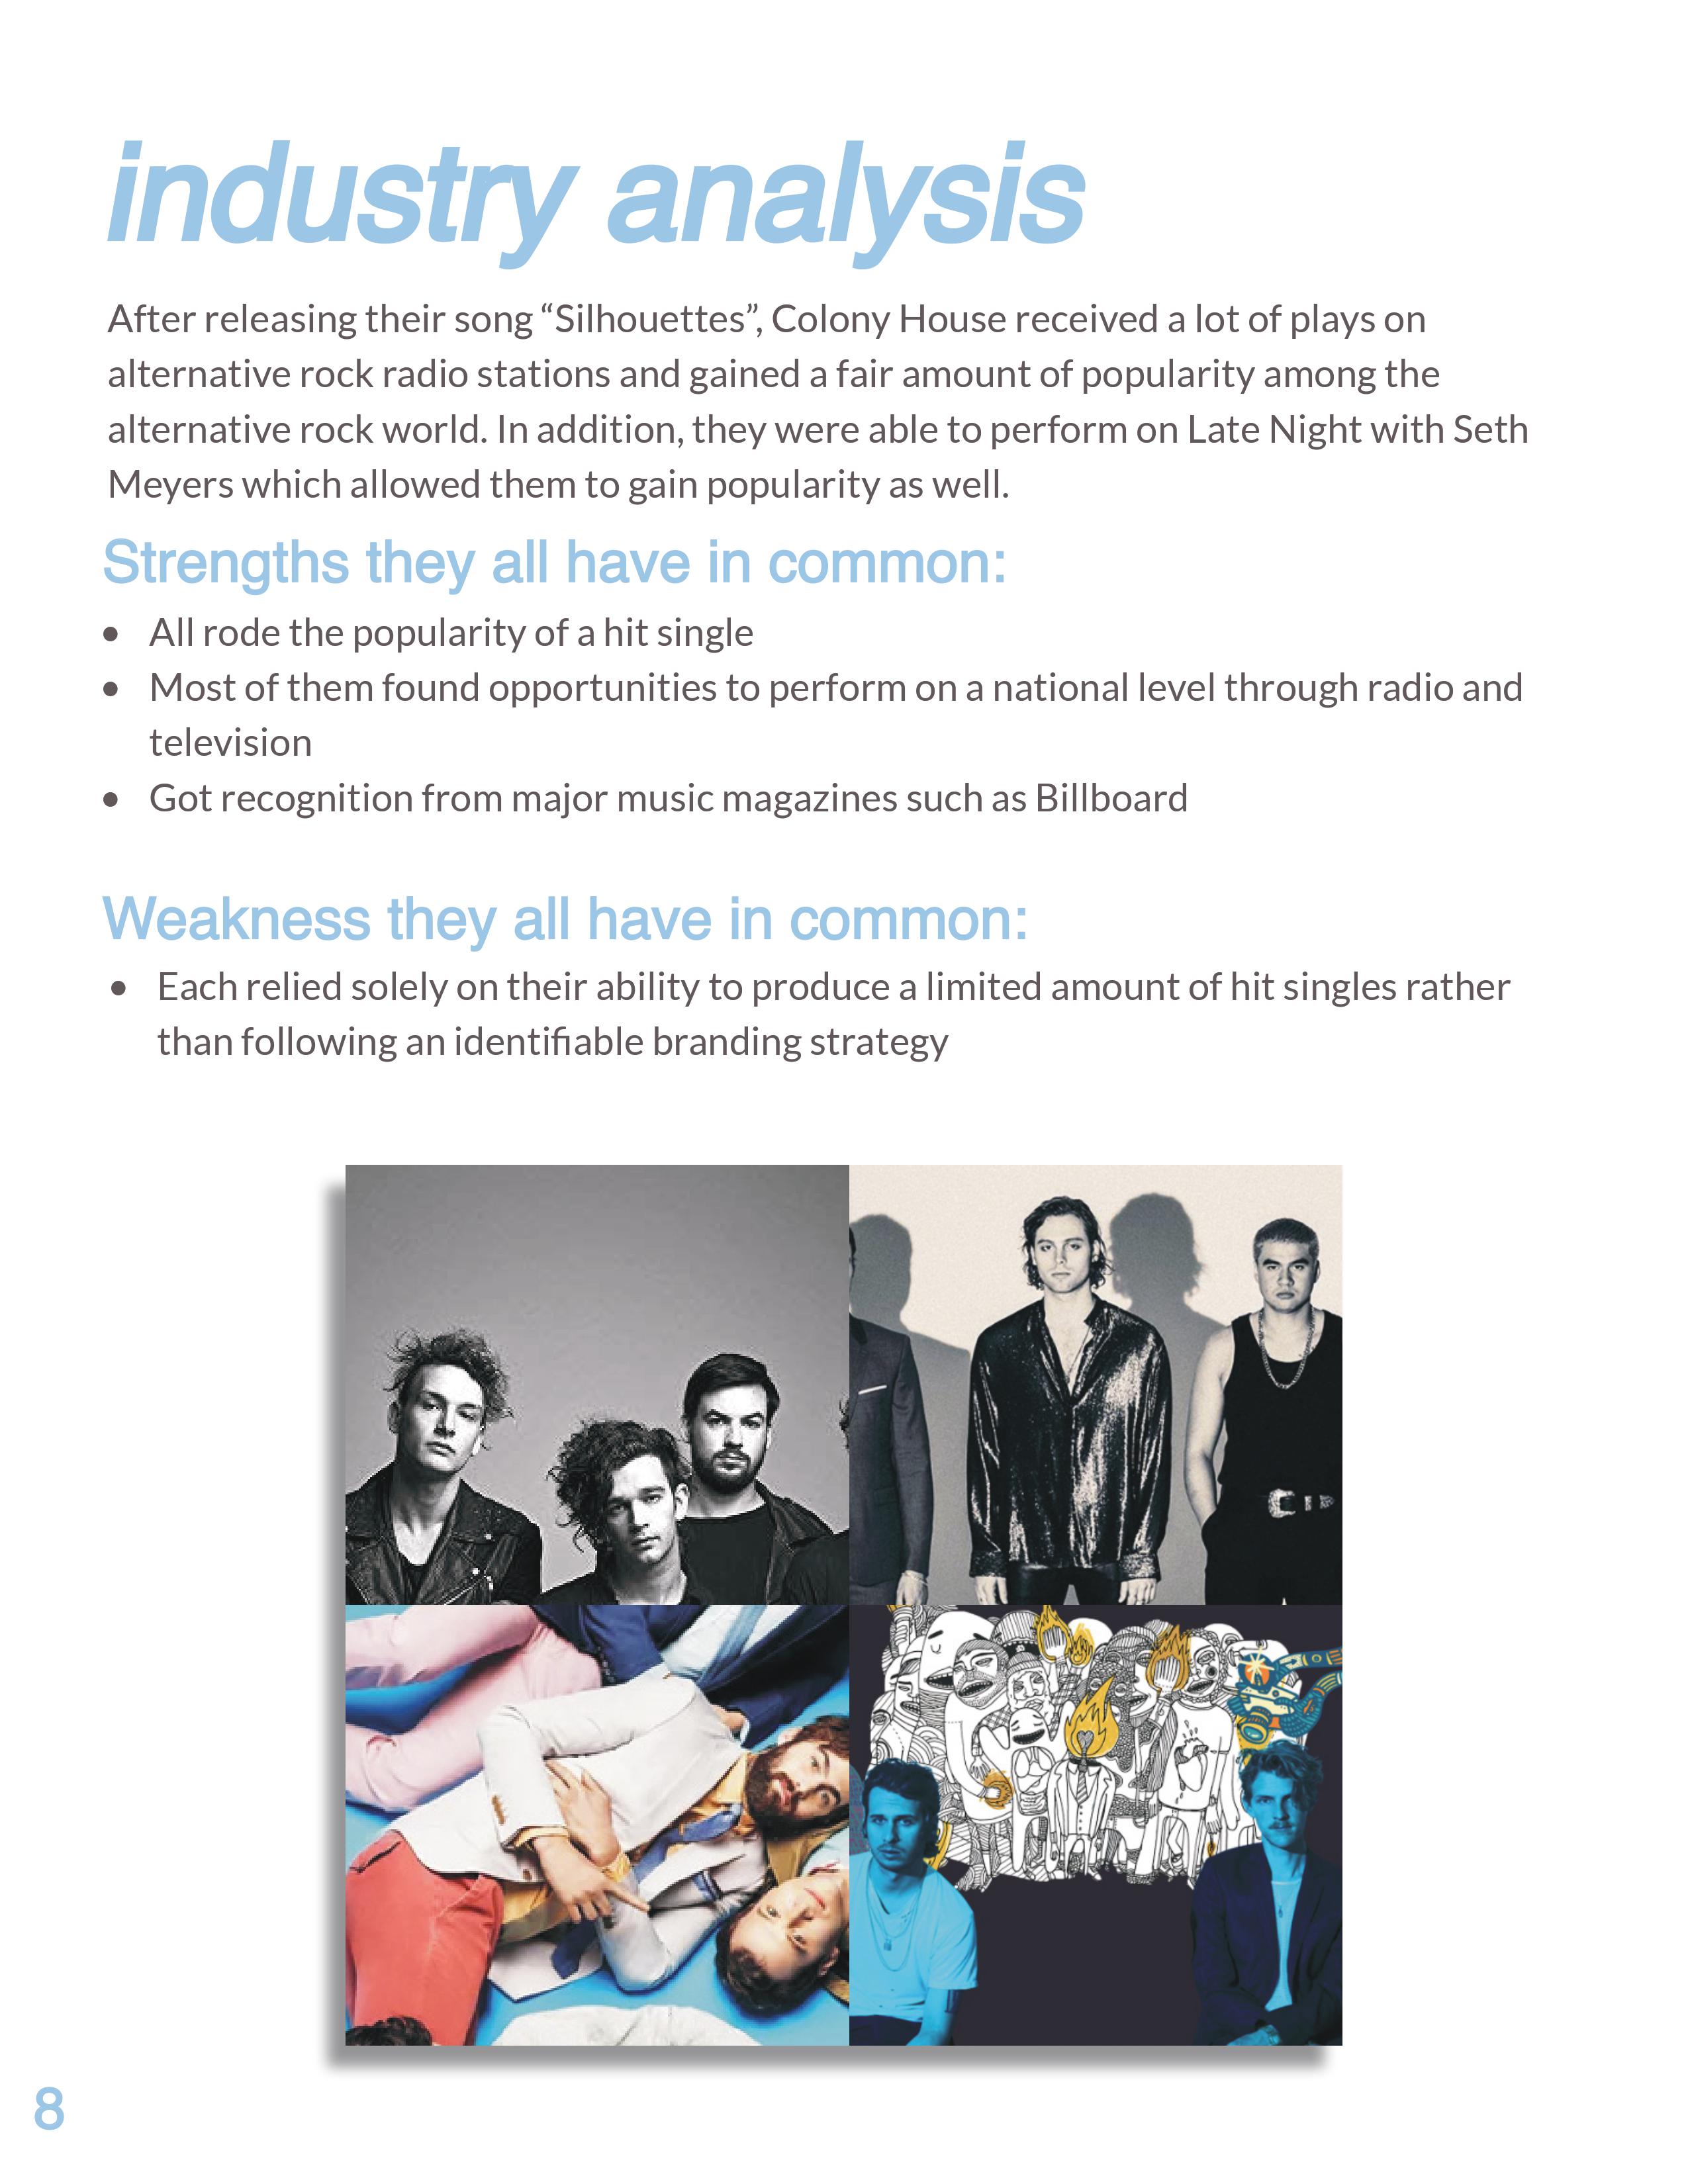 industry analysis
After releasing their song “Silhouettes”, Colony House received a lot of plays on
alternative rock radio stations and gained a fair amount of popularity among the
alternative rock world. In addition, they were able to perform on Late Night with Seth
Meyers which allowed them to gain popularity as well.
Strengths they all have in common:
• All rode the popularity of a hit single
• Most of them found opportunities to perform on a national level through radio and
television
• Got recognition from major music magazines such as Billboard
Weakness they all have in common:
• Each relied solely on their ability to produce a limited amount of hit singles rather
than following an identifiable branding strategy
8